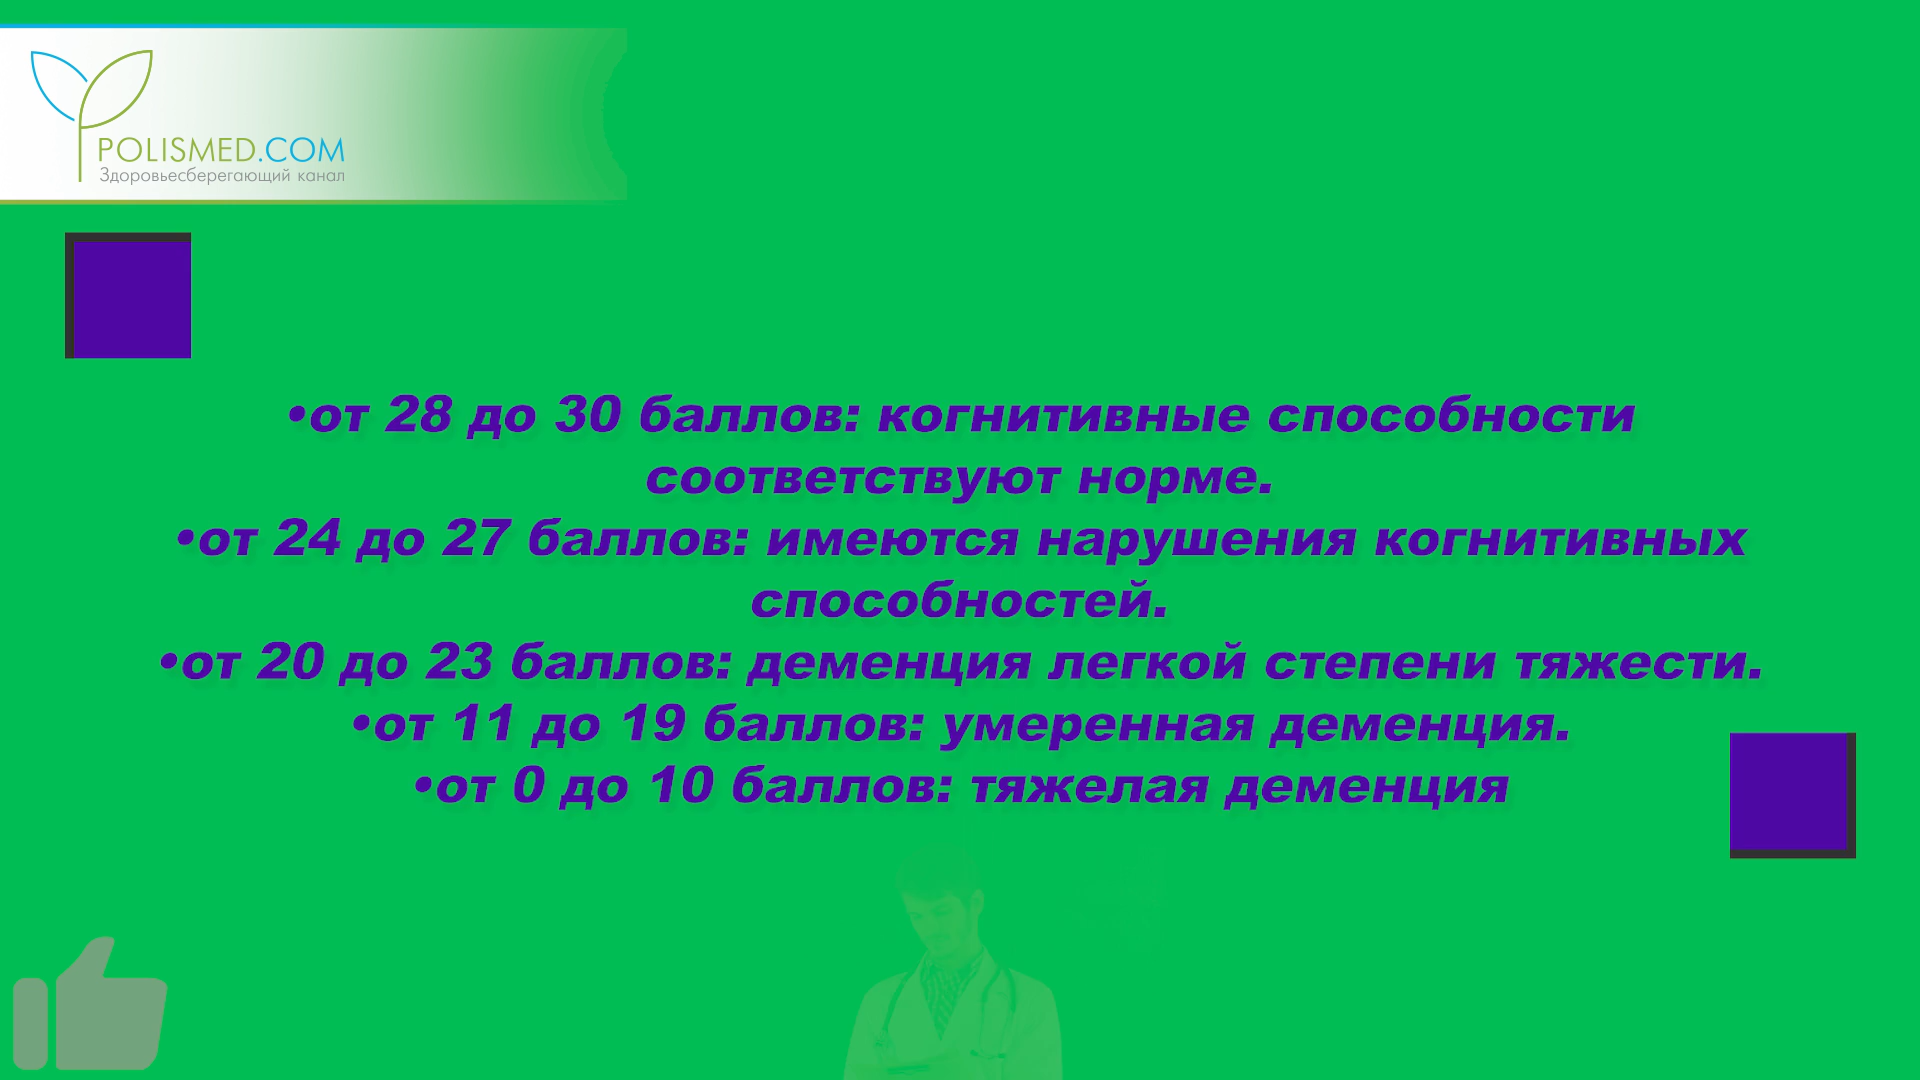 POLISMED.COM
Здоровьесберегающий канал
•от 28 до 30 баллов: когнитивные способности
соответствуют норме.
•от 24 до 27 баллов: имеются нарушения когнитивных
способностей.
•от 20 до 23 баллов: деменция легкой степени тяжести.
•от 11 до 19 баллов: умеренная деменция.
•от 0 до 10 баллов: тяжелая деменция